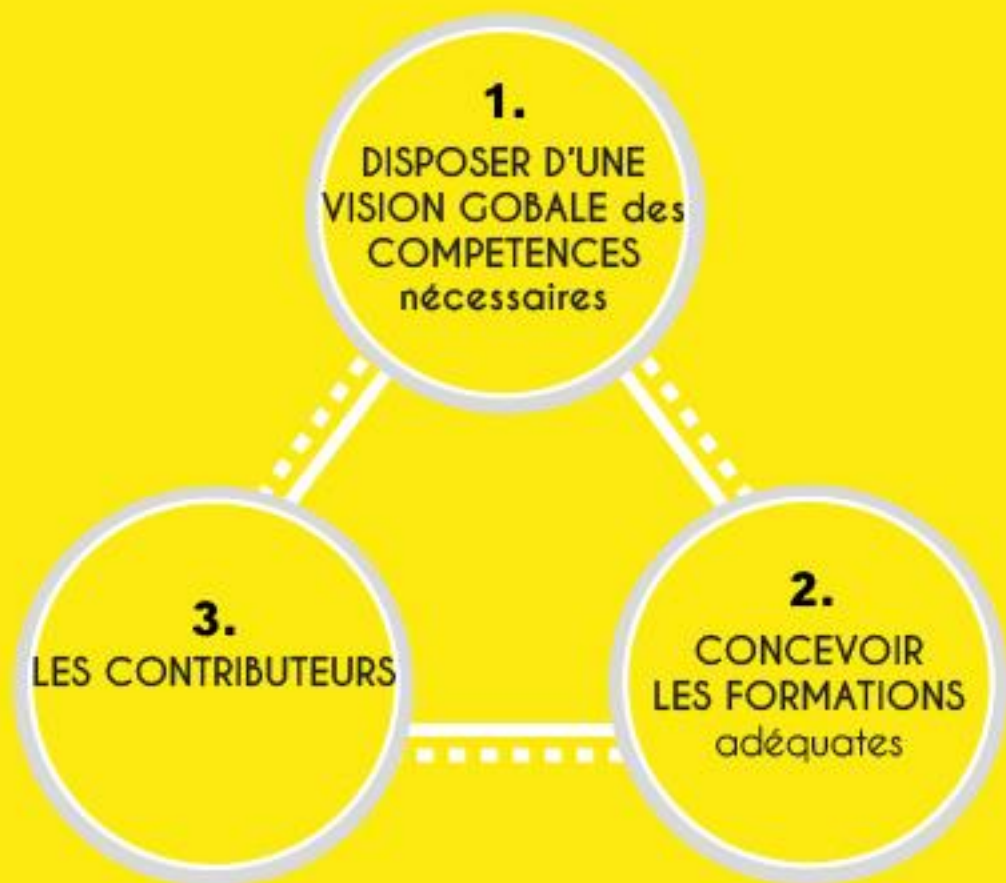 1.
DISPOSER D'UNE
VISION GOBALE des
COMPETENCES
nécessaires
2.
CONCEVOIR
LES FORMATIONS
adéquates
3.
LES CONTRIBUTEURS